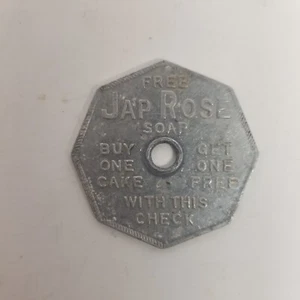 FREE
JAP ROSE
SOAP
BUY GET
ONE ONE
CAKE FREE
WITH THIS
CHECK